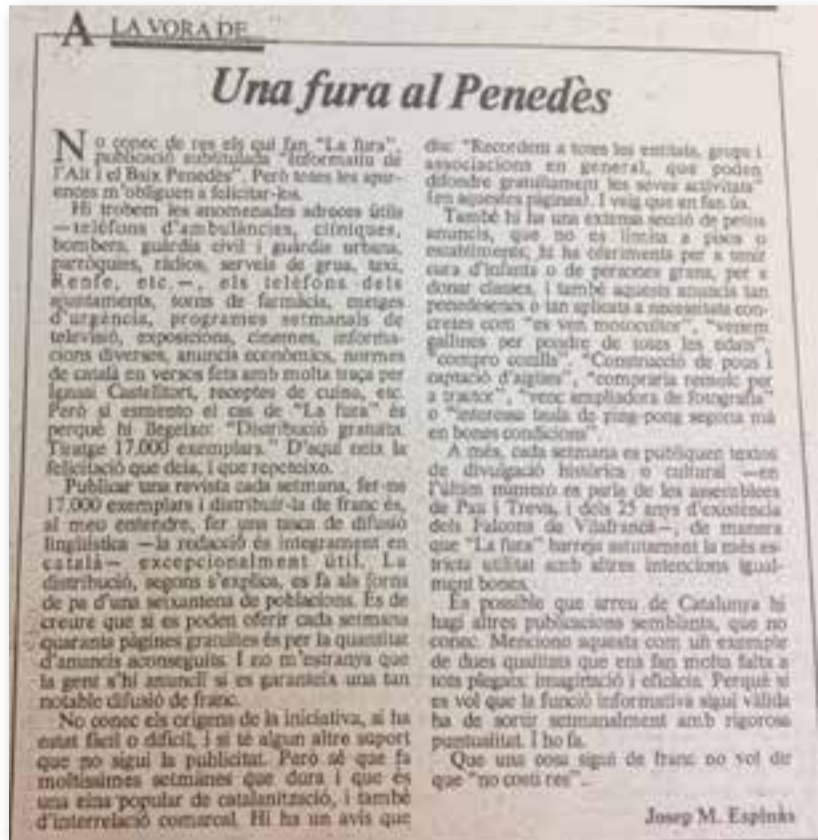 A LA VORA DE
Una fura al Penedès
No conec de res els qui fan "La fura",
publicació subtitulada "Informatiu de
l'Alt i el Baix Penedès". Però totes les apa-
rences m'obliguen a felicitar-los.
Hi trobem les anomenades adreces útils
—telèfons d'ambulàncies, clíniques,
bombers, guàrdia civil i guàrdia urbana,
parròquies, ràdios, serveis de grua, taxi,
Renfe, etc.—, els telèfons dels
ajuntaments, torns de farmàcia, metges
d'urgència, programes setmanals de
televisió, exposicions, cinemes, informa-
cions diverses, anuncis econòmics, normes
de català en versos fets amb molta traça per
Ignasi Castelltort, receptes de cuina, etc.
Però si esmento el cas de "La fura" és
perquè hi llegeixo: "Distribució gratuïta.
Tiratge 17.000 exemplars." D'aquí neix la
felicitació que deia, i que repeteixo.
Publicar una revista cada setmana, fer-ne
17.000 exemplars i distribuir-la de franc és,
al meu entendre, fer una tasca de difusió
lingüística —la redacció és íntegrament en
català— excepcionalment útil. La
distribució, segons s'explica, es fa als forns
de pa d'una seixantena de poblacions. És de
creure que si es poden oferir cada setmana
quaranta pàgines gratuïtes és per la quantitat
d'anuncis aconseguits. I no m'estranya que
la gent s'hi anunciï si es garanteix una tan
notable difusió de franc.
No conec els orígens de la iniciativa, si ha
estat fàcil o difícil, i si té algun altre suport
que no sigui la publicitat. Però sé que fa
moltíssimes setmanes que dura i que és
una eina popular de catalanització, i també
d'interrelació comarcal. Hi ha un avís que
diu: "Recordem a totes les entitats, grups i
associacions en general, que poden
difondre gratuïtament les seves activitats"
(en aquestes pàgines). I veig que en fan ús.
També hi ha una extensa secció de petits
anuncis, que no es limita a pisos o
establiments; hi ha oferiments per a tenir
cura d'infants o de persones grans, per a
donar classes, i també aquests anuncis tan
penedesencs o tan aplicats a necessitats con-
cretes com "es ven motocultor", "venem
gallines per pondre de totes les edats",
"compro conills", "Construcció de pous i
captació d'aigües", "compraria remolc per
a tractor", "venc ampliadora de fotografia"
o "interessa taula de ping-pong segona mà
en bones condicions".
A més, cada setmana es publiquen textos
de divulgació històrica o cultural —en
l'últim número es parla de les assemblees
de Pau i Treva, i dels 25 anys d'existència
dels Falcons de Vilafranca—, de manera
que "La fura" barreja astutament la més es-
tricta utilitat amb altres intencions igual-
ment bones.
És possible que arreu de Catalunya hi
hagi altres publicacions semblants, que no
conec. Menciono aquesta com un exemple
de dues qualitats que ens fan molta falta a
tots plegats: imaginació i eficàcia. Perquè si
es vol que la funció informativa sigui vàlida
ha de sortir setmanalment amb rigorosa
puntualitat. I ho fa.
Que una cosa sigui de franc no vol dir
que "no costi res"..
Josep M. Espinàs